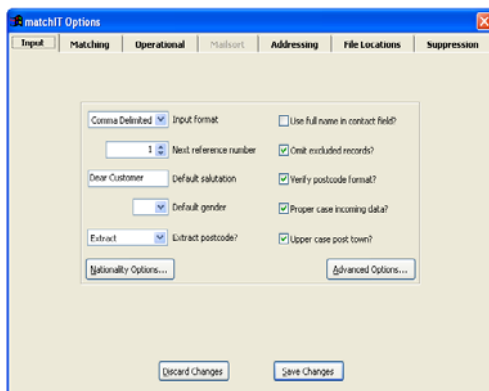 matchIT Options
Input Matching Operational Mailsort Addressing File Locations Suppression
Comma Delimited Input format Use full name in contact field?
1 Next reference number Omit excluded records?
Dear Customer Default salutation Verify postcode format?
Default gender Proper case incoming data?
Extract Extract postcode? Upper case post town?
Nationality Options... Advanced Options...
Discard Changes Save Changes